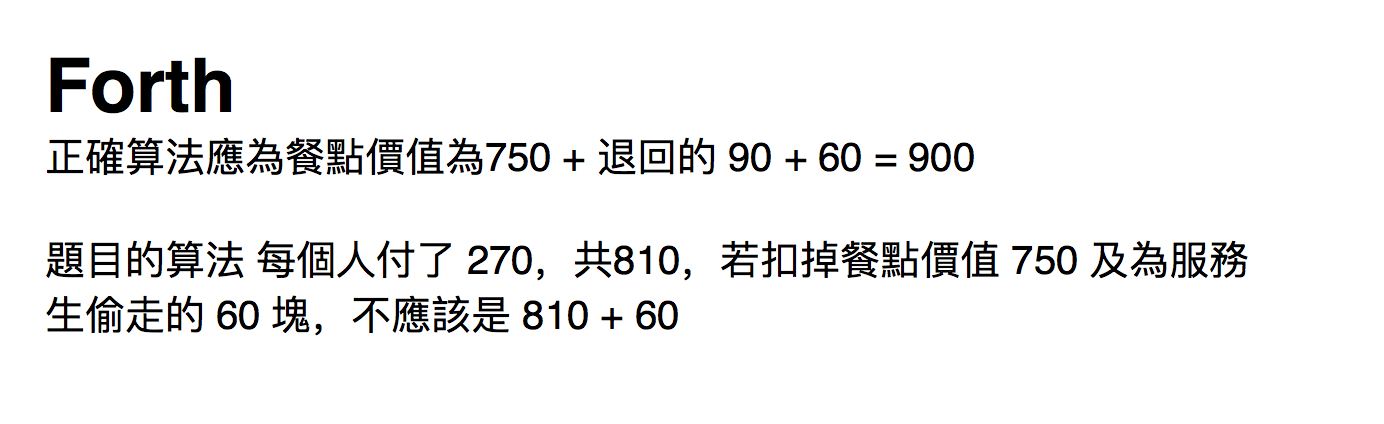 Forth
正確算法應為餐點價值為750 + 退回的 90 + 60 = 900
題目的算法 每個人付了 270，共810，若扣掉餐點價值 750 及為服務
生偷走的 60 塊，不應該是 810 + 60